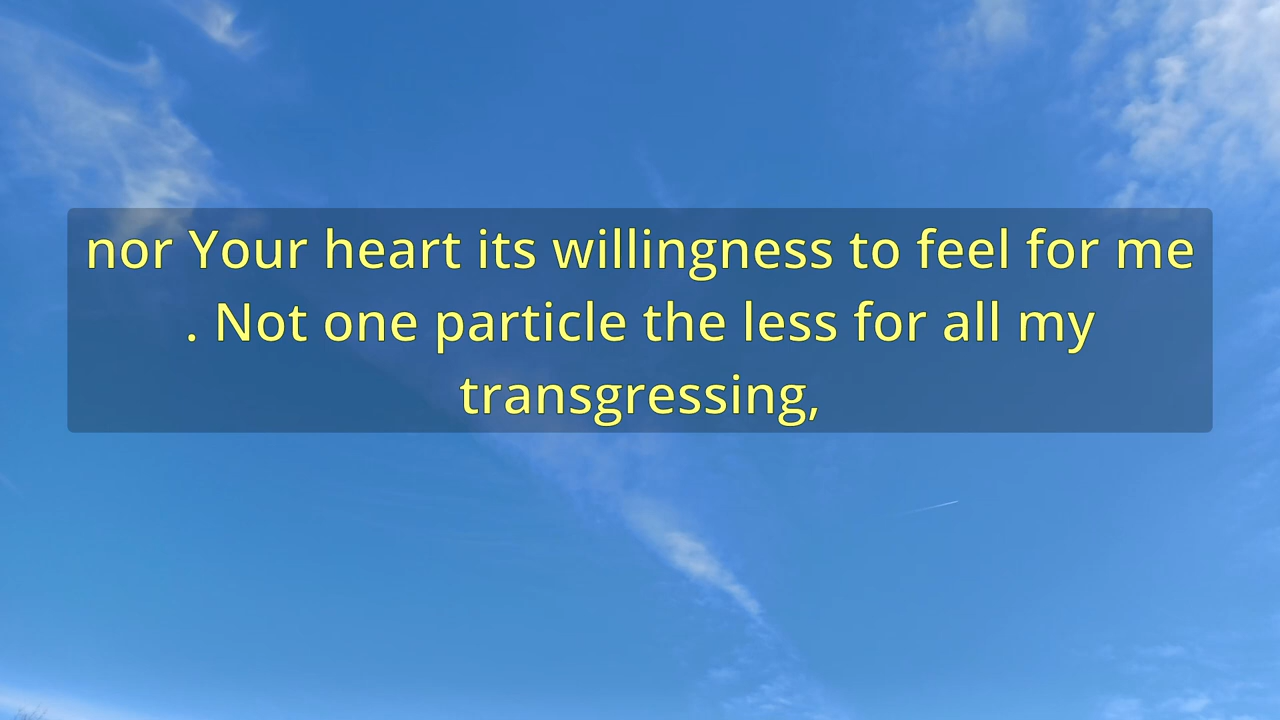 nor Your heart its willingness to feel for me
. Not one particle the less for all my
transgressing,